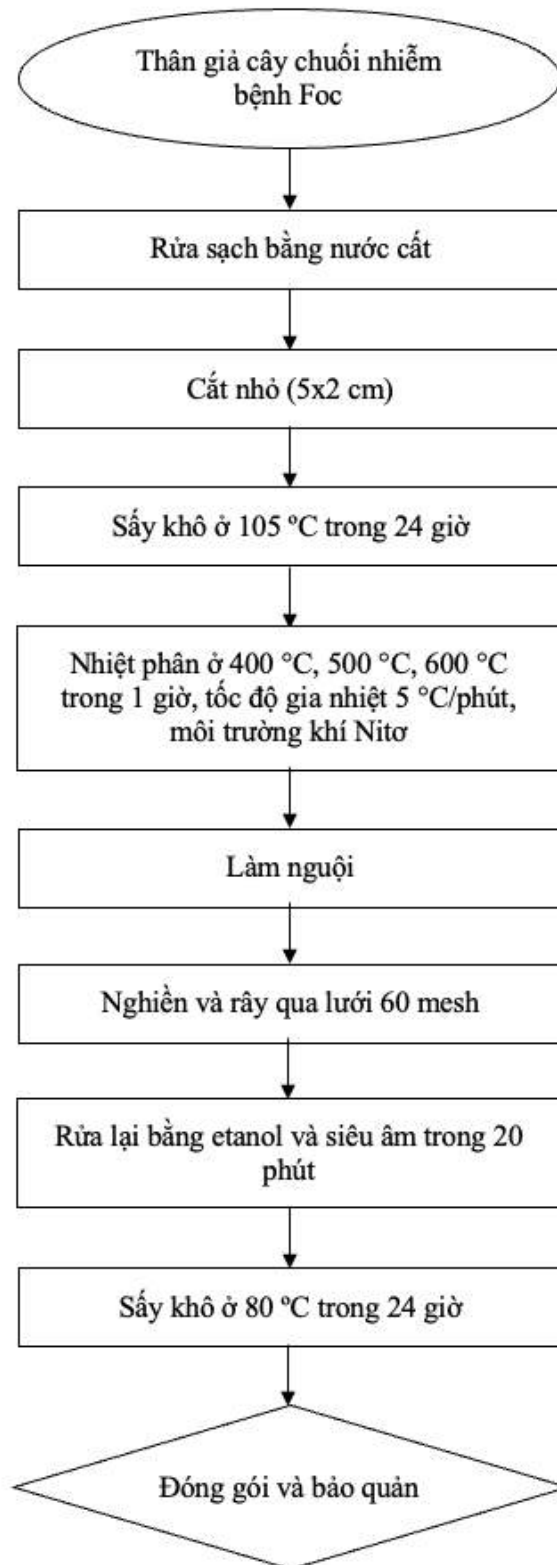 Thân giả cây chuối nhiễm
bệnh Foc
Rửa sạch bằng nước cất
Cắt nhỏ (5x2 cm)
Sấy khô ở 105 ºC trong 24 giờ
Nhiệt phân ở 400 °C, 500 °C, 600 °C
trong 1 giờ, tốc độ gia nhiệt 5 °C/phút,
môi trường khí Nitơ
Làm nguội
Nghiền và rây qua lưới 60 mesh
Rửa lại bằng etanol và siêu âm trong 20
phút
Sấy khô ở 80 ºC trong 24 giờ
Đóng gói và bảo quản